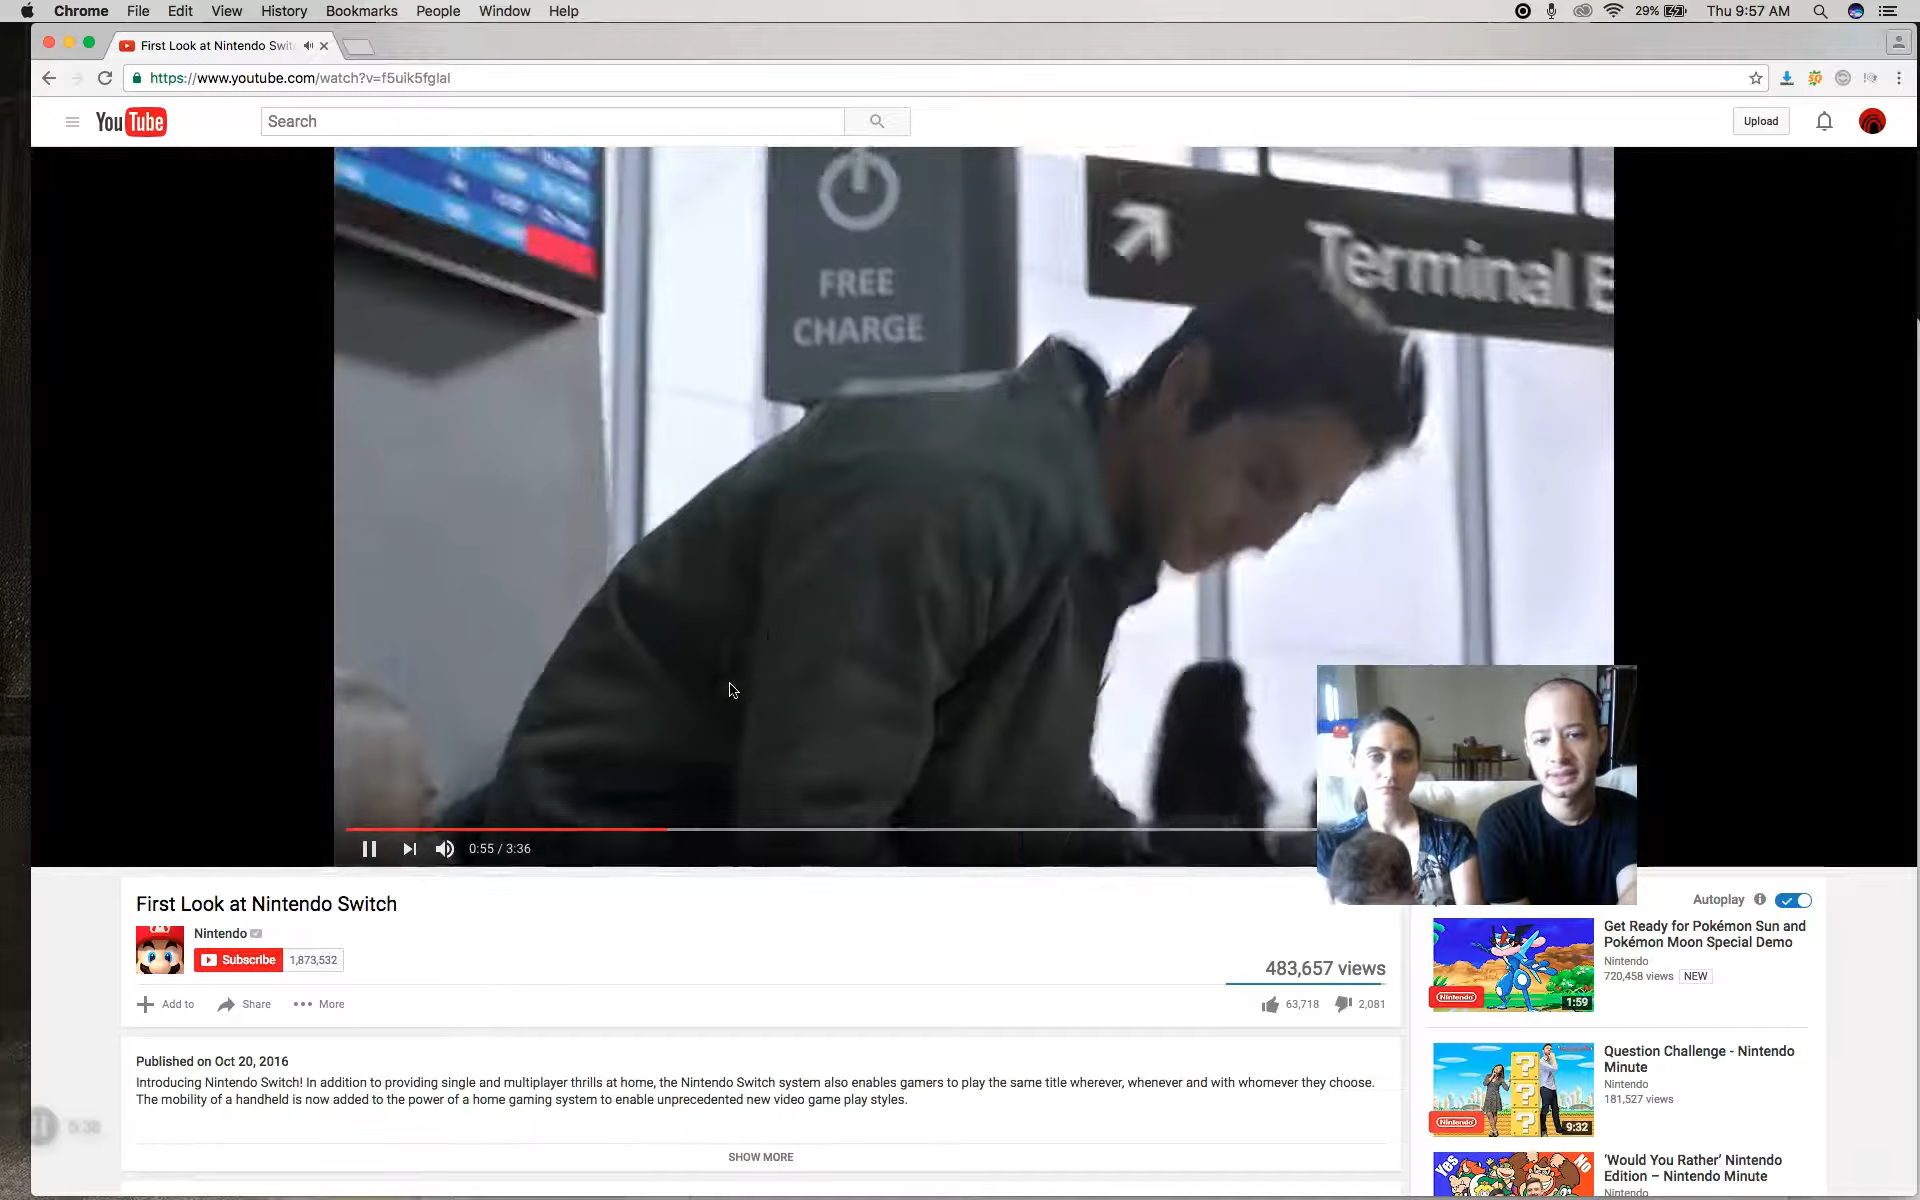 Chrome File Edit View History Bookmarks People Window Help 29% Thu 9:57 AM
First Look at Nintendo Swit
https://www.youtube.com/watch?v=f5uik5fglaI
YouTube Search Upload
FREE
CHARGE
Terminal
0:55 / 3:36
First Look at Nintendo Switch
Nintendo
Subscribe 1,873,532
483,657 views
Add to Share More 63,718 2,081
Published on Oct 20, 2016
Introducing Nintendo Switch! In addition to providing single and multiplayer thrills at home, the Nintendo Switch system also enables gamers to play the same title wherever, whenever and with whomever they choose.
The mobility of a handheld is now added to the power of a home gaming system to enable unprecedented new video game play styles.
SHOW MORE
Autoplay
Get Ready for Pokémon Sun and
Pokémon Moon Special Demo
Nintendo
720,458 views NEW
Nintendo 1:59
Question Challenge - Nintendo
Minute
Nintendo
181,527 views
Nintendo 9:32
'Would You Rather' Nintendo
Edition – Nintendo Minute
Nintendo
Yes No